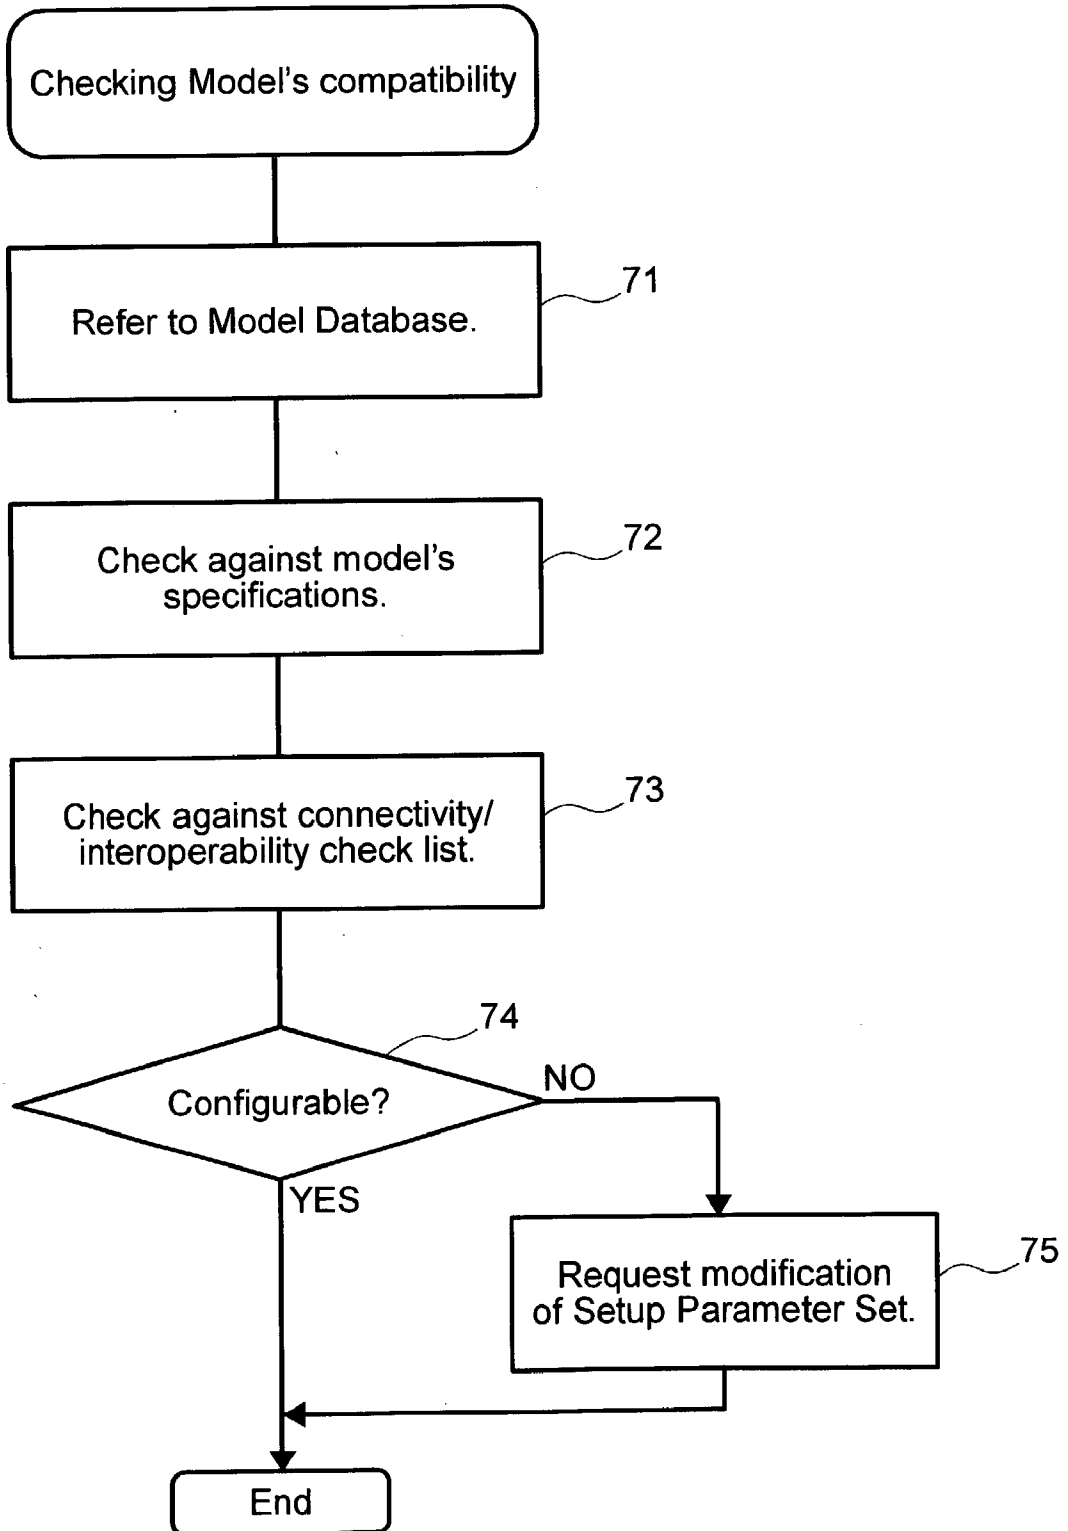 Checking Model's compatibility
71
Refer to Model Database.
72
Check against model's
specifications.
73
Check against connectivity/
interoperability check list.
74
Configurable?
NO
YES
75
Request modification
of Setup Parameter Set.
End